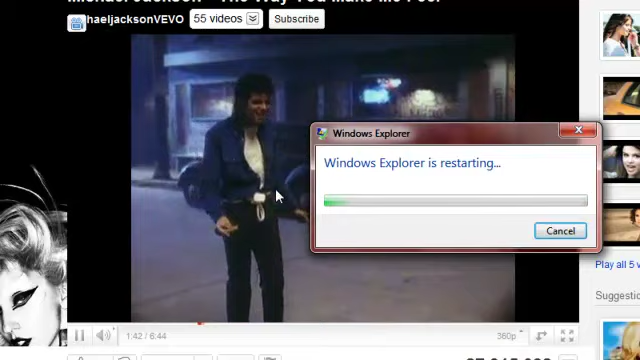 haeljacksonVEVO
55 videos
Subscribe
Windows Explorer
Windows Explorer is restarting...
Cancel
Play all 5 v
Suggestio
1:42 / 6:44
360p